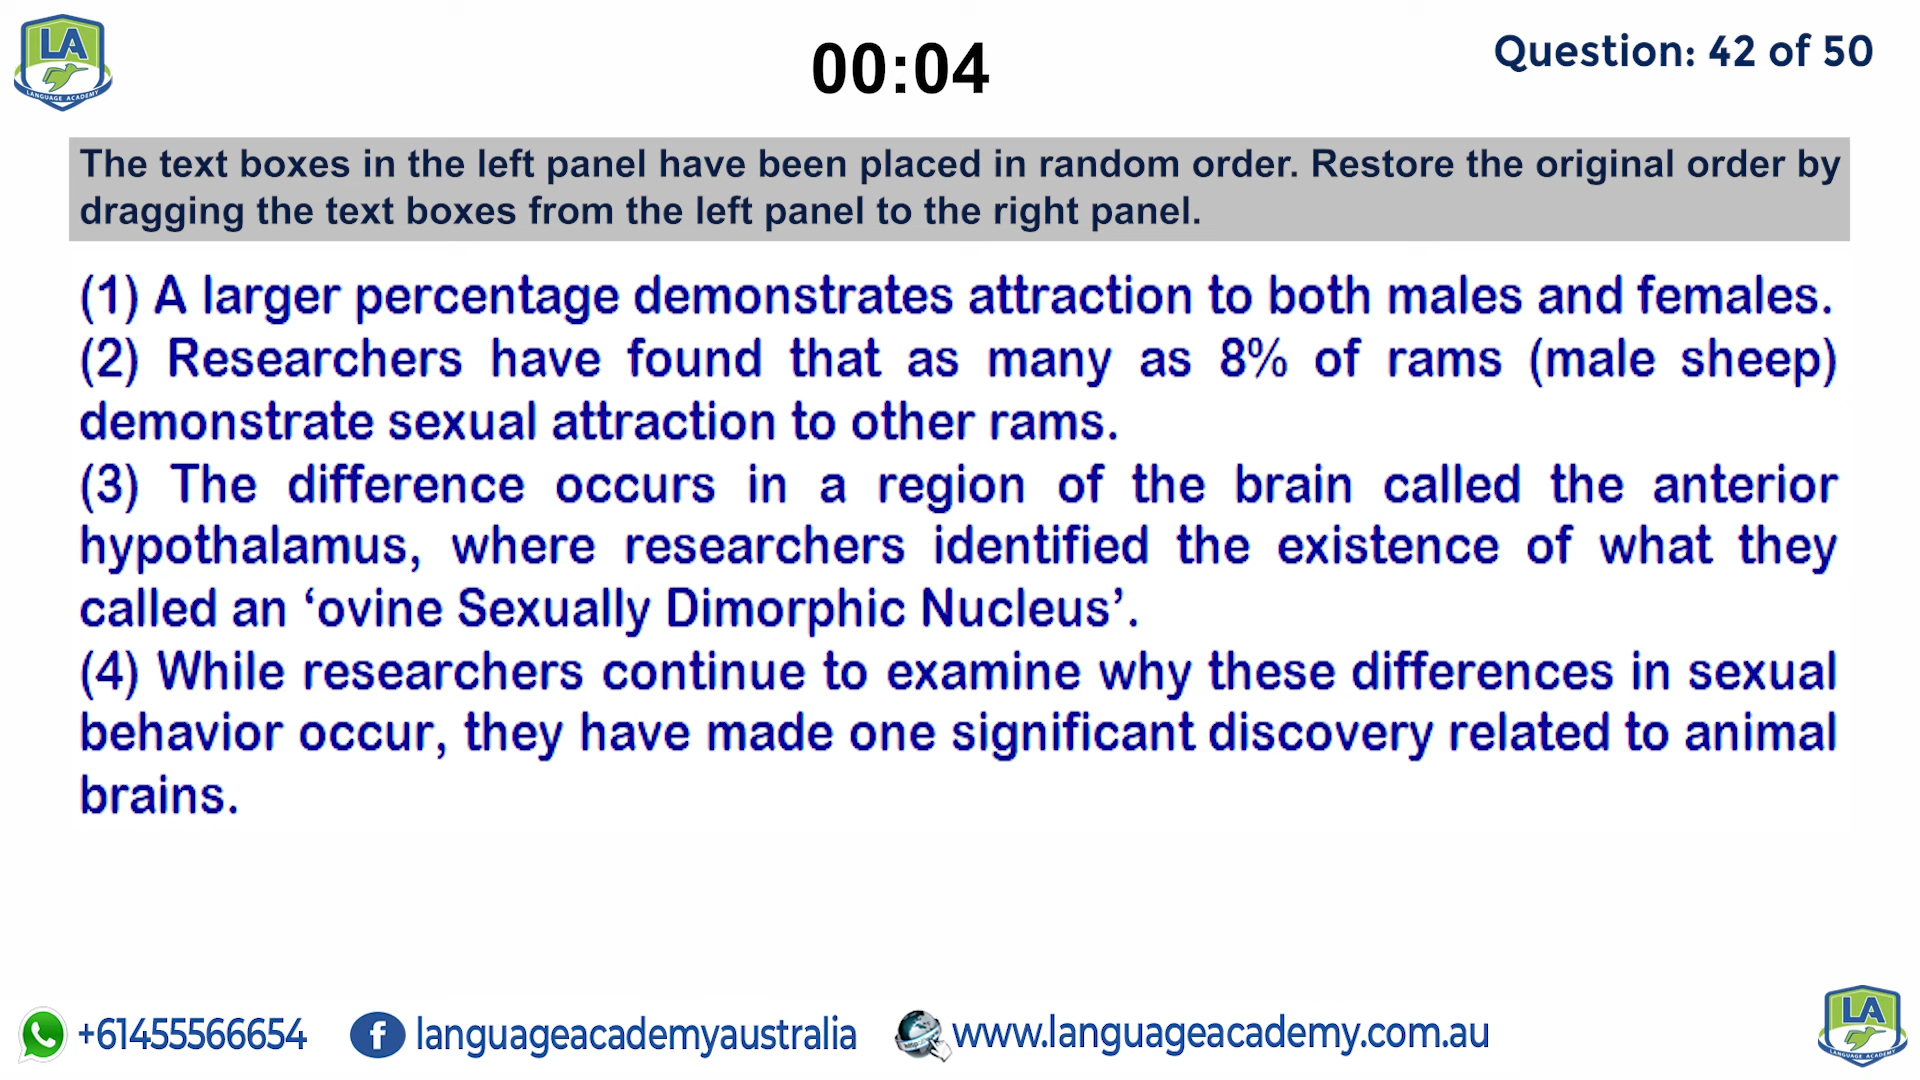 LA
LANGUAGE ACADEMY
00:04
Question: 42 of 50
The text boxes in the left panel have been placed in random order. Restore the original order by
dragging the text boxes from the left panel to the right panel.
(1) A larger percentage demonstrates attraction to both males and females.
(2) Researchers have found that as many as 8% of rams (male sheep)
demonstrate sexual attraction to other rams.
(3) The difference occurs in a region of the brain called the anterior
hypothalamus, where researchers identified the existence of what they
called an ‘ovine Sexually Dimorphic Nucleus’.
(4) While researchers continue to examine why these differences in sexual
behavior occur, they have made one significant discovery related to animal
brains.
+61455566654
f languageacademyaustralia
www.languageacademy.com.au
LA
LANGUAGE ACADEMY